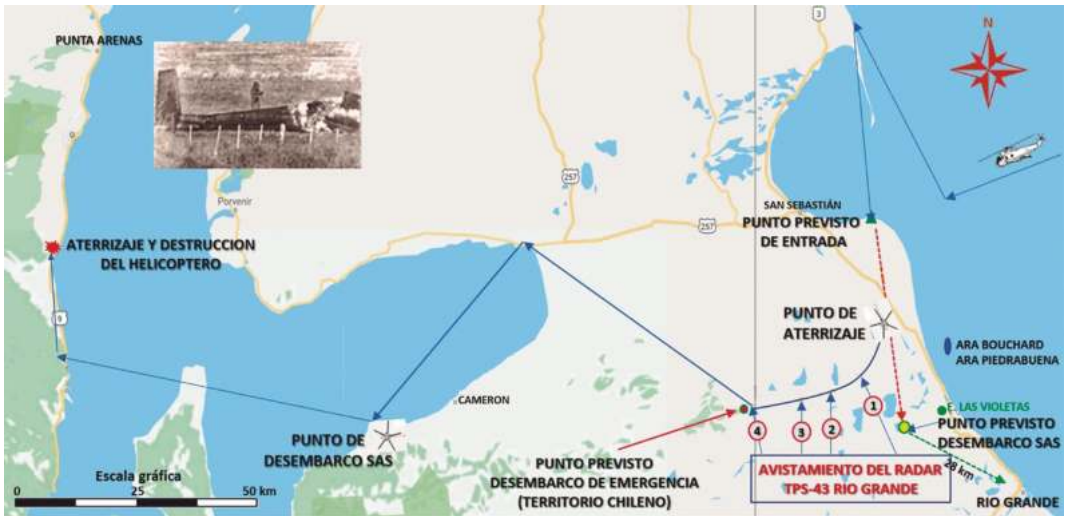 PUNTA ARENAS
3
N
257
Porvenir
SAN SEBASTIÁN
PUNTO PREVISTO
DE ENTRADA
257
ATERRIZAJE Y DESTRUCCION
DEL HELICOPTERO
9
PUNTO DE
ATERRIZAJE
ARA BOUCHARD
ARA PIEDRABUENA
CAMERON
1
2
3
4
E. LAS VIOLETAS
PUNTO PREVISTO
DESEMBARCO SAS
28 km
PUNTO DE
DESEMBARCO SAS
PUNTO PREVISTO
DESEMBARCO DE EMERGENCIA
(TERRITORIO CHILENO)
AVISTAMIENTO DEL RADAR
TPS-43 RIO GRANDE
RIO GRANDE
Escala gráfica
0 25 50 km